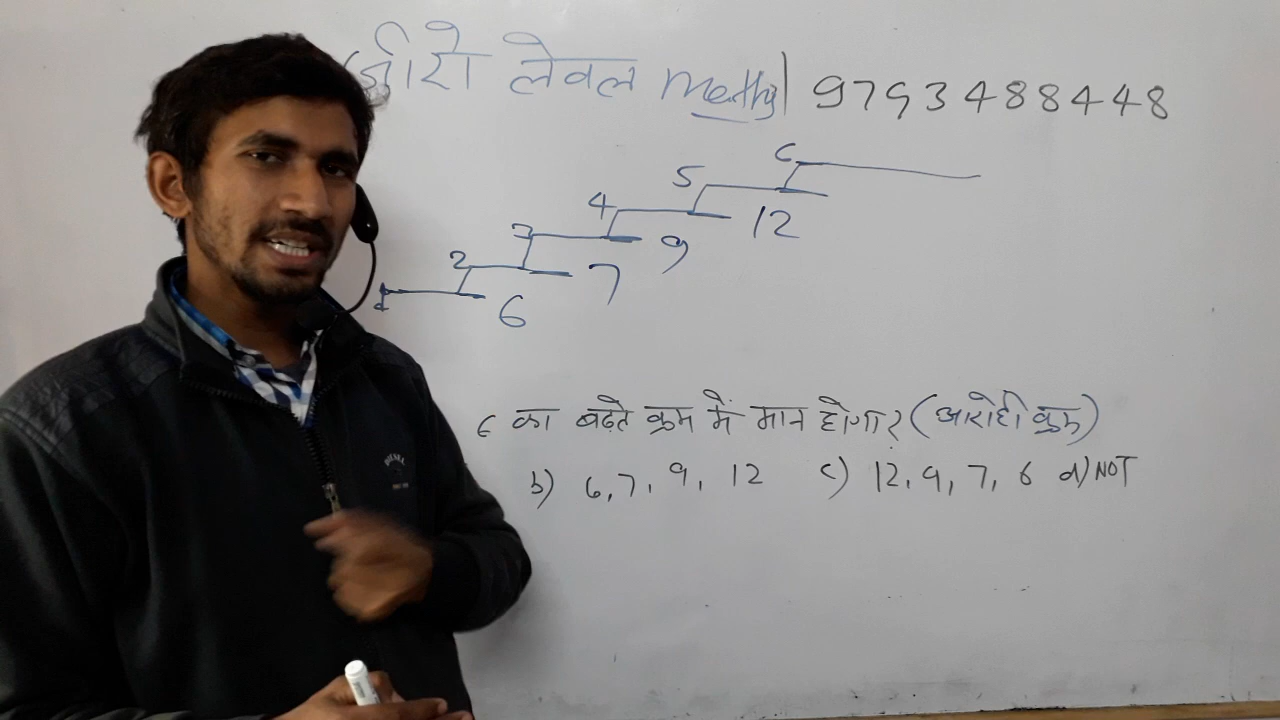 जीरो लेवल Maths | 9793488448
1 2 3 4 5 6
6 7 9 12
6 का बढ़ते क्रम में मान होगा? (आरोही क्रम)
b) 6, 7, 9, 12 c) 12, 9, 7, 6 d) NOT